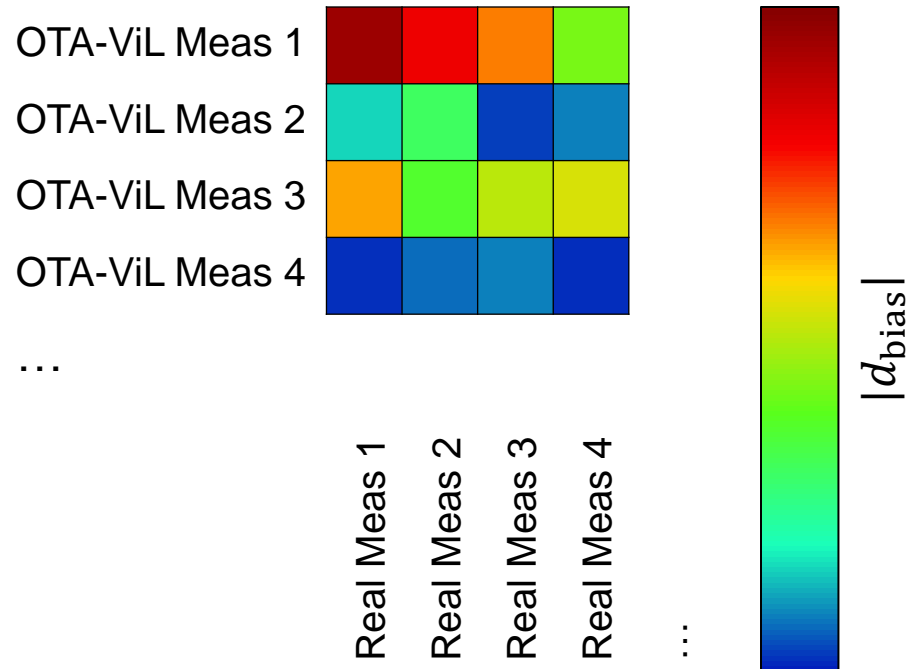 OTA-ViL Meas 1
OTA-ViL Meas 2
OTA-ViL Meas 3
OTA-ViL Meas 4
…
Real Meas 1
Real Meas 2
Real Meas 3
Real Meas 4
…
|d_bias|